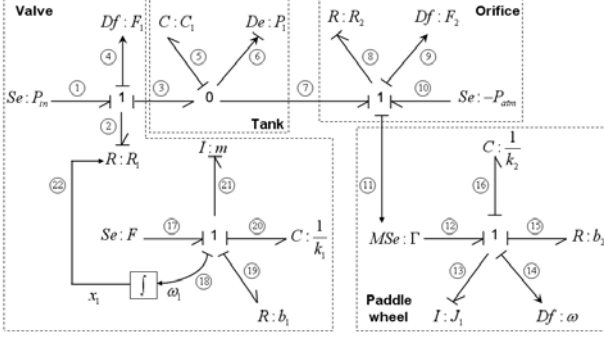 Valve
Orifice
Df : F₁
C : C₁
De : P₁
R : R₂
Df : F₂
4
5
6
8
9
1
3
7
10
Se : P_in
1
0
1
Se : −P_atm
2
Tank
R : R₁
I : m
C : 1/k₂
22
21
11
16
17
20
12
15
Se : F
1
C : 1/k₁
MSe : Γ
1
R : b₂
18
19
13
14
∫
x₁
ω₁
R : b₁
Paddle
wheel
I : J₁
Df : ω